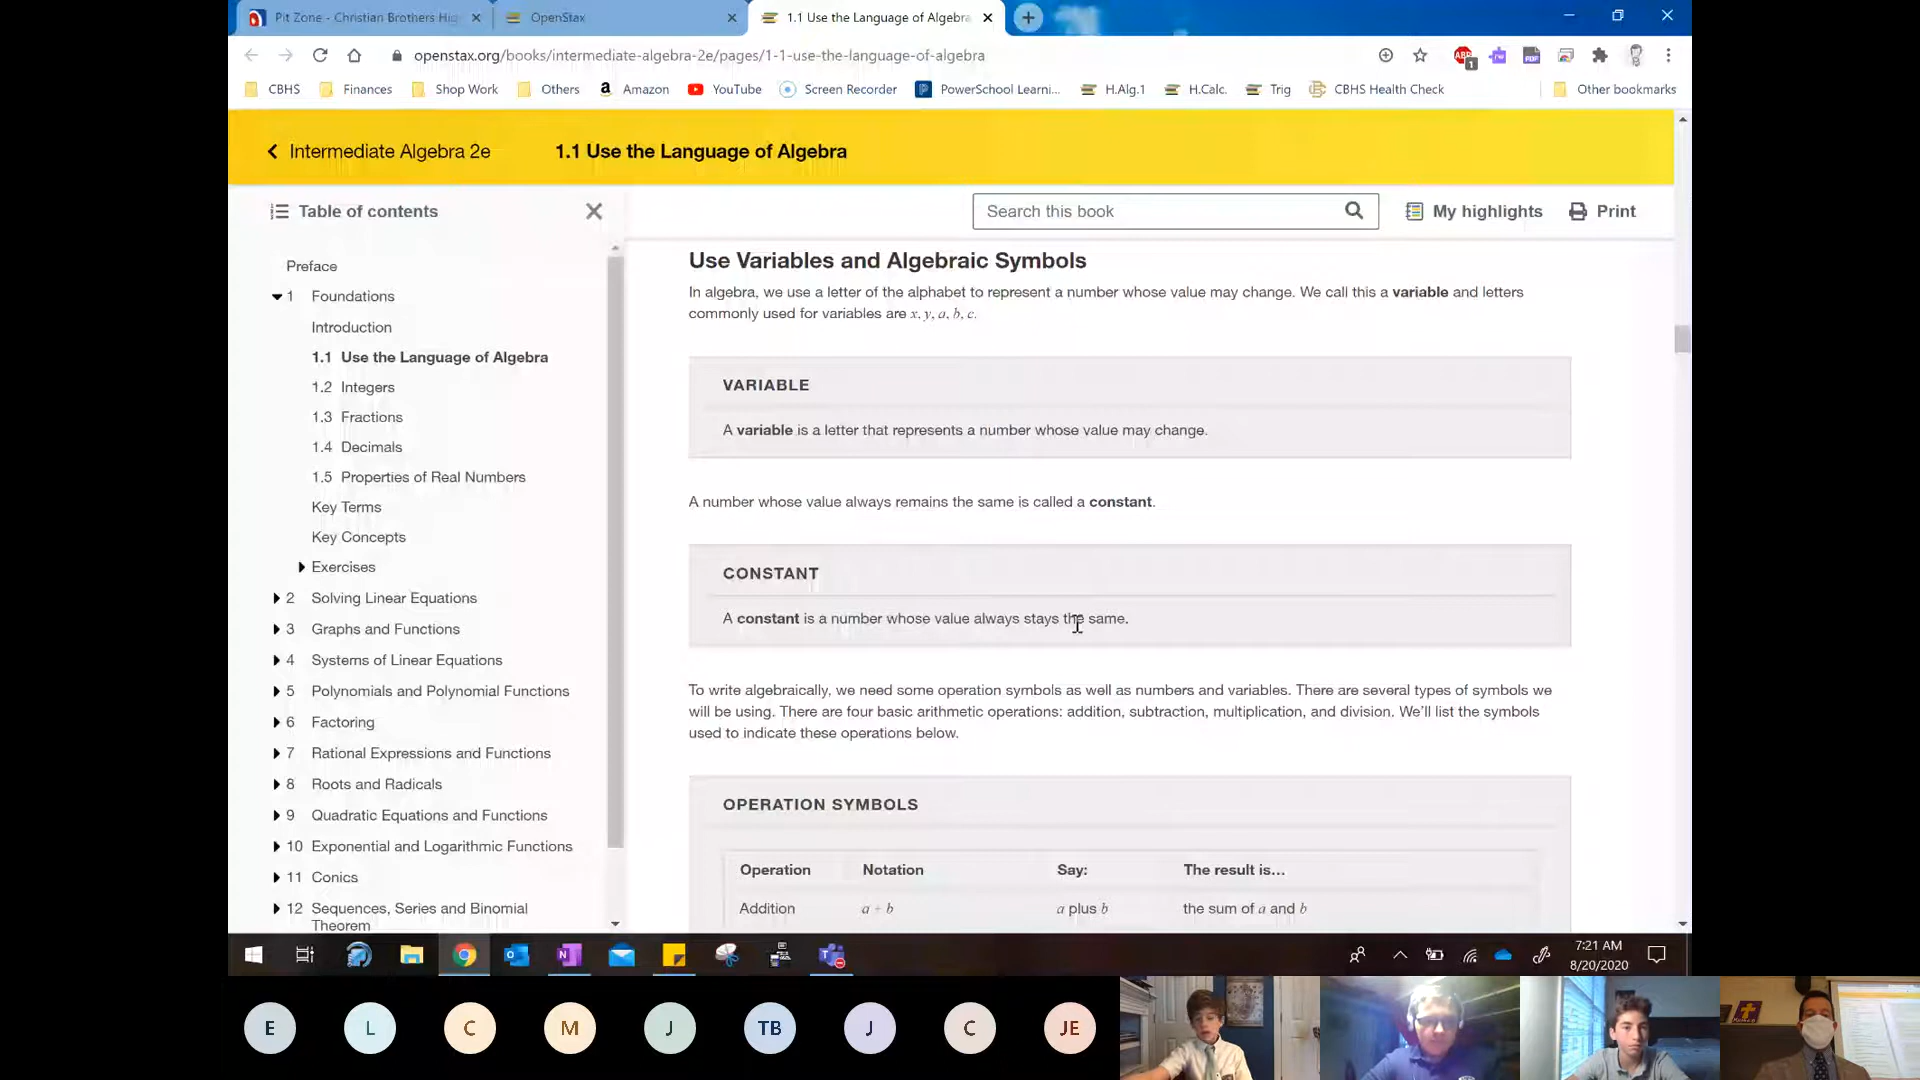 Pit Zone - Christian Brothers Hig
OpenStax
1.1 Use the Language of Algebra
openstax.org/books/intermediate-algebra-2e/pages/1-1-use-the-language-of-algebra
ABP
1
PDF
CBHS
Finances
Shop Work
Others
Amazon
YouTube
Screen Recorder
PowerSchool Learni...
H.Alg.1
H.Calc.
Trig
CBHS Health Check
Other bookmarks
Intermediate Algebra 2e
1.1 Use the Language of Algebra
Table of contents
Search this book
My highlights
Print
Preface
1 Foundations
Introduction
1.1 Use the Language of Algebra
1.2 Integers
1.3 Fractions
1.4 Decimals
1.5 Properties of Real Numbers
Key Terms
Key Concepts
Exercises
2 Solving Linear Equations
3 Graphs and Functions
4 Systems of Linear Equations
5 Polynomials and Polynomial Functions
6 Factoring
7 Rational Expressions and Functions
8 Roots and Radicals
9 Quadratic Equations and Functions
10 Exponential and Logarithmic Functions
11 Conics
12 Sequences, Series and Binomial
Theorem
Use Variables and Algebraic Symbols
In algebra, we use a letter of the alphabet to represent a number whose value may change. We call this a variable and letters
commonly used for variables are x, y, a, b, c.
VARIABLE
A variable is a letter that represents a number whose value may change.
A number whose value always remains the same is called a constant.
CONSTANT
A constant is a number whose value always stays the same.
To write algebraically, we need some operation symbols as well as numbers and variables. There are several types of symbols we
will be using. There are four basic arithmetic operations: addition, subtraction, multiplication, and division. We'll list the symbols
used to indicate these operations below.
OPERATION SYMBOLS
Operation Notation Say: The result is...
Addition a + b a plus b the sum of a and b
7:21 AM
8/20/2020
E
L
C
M
J
TB
J
C
JE